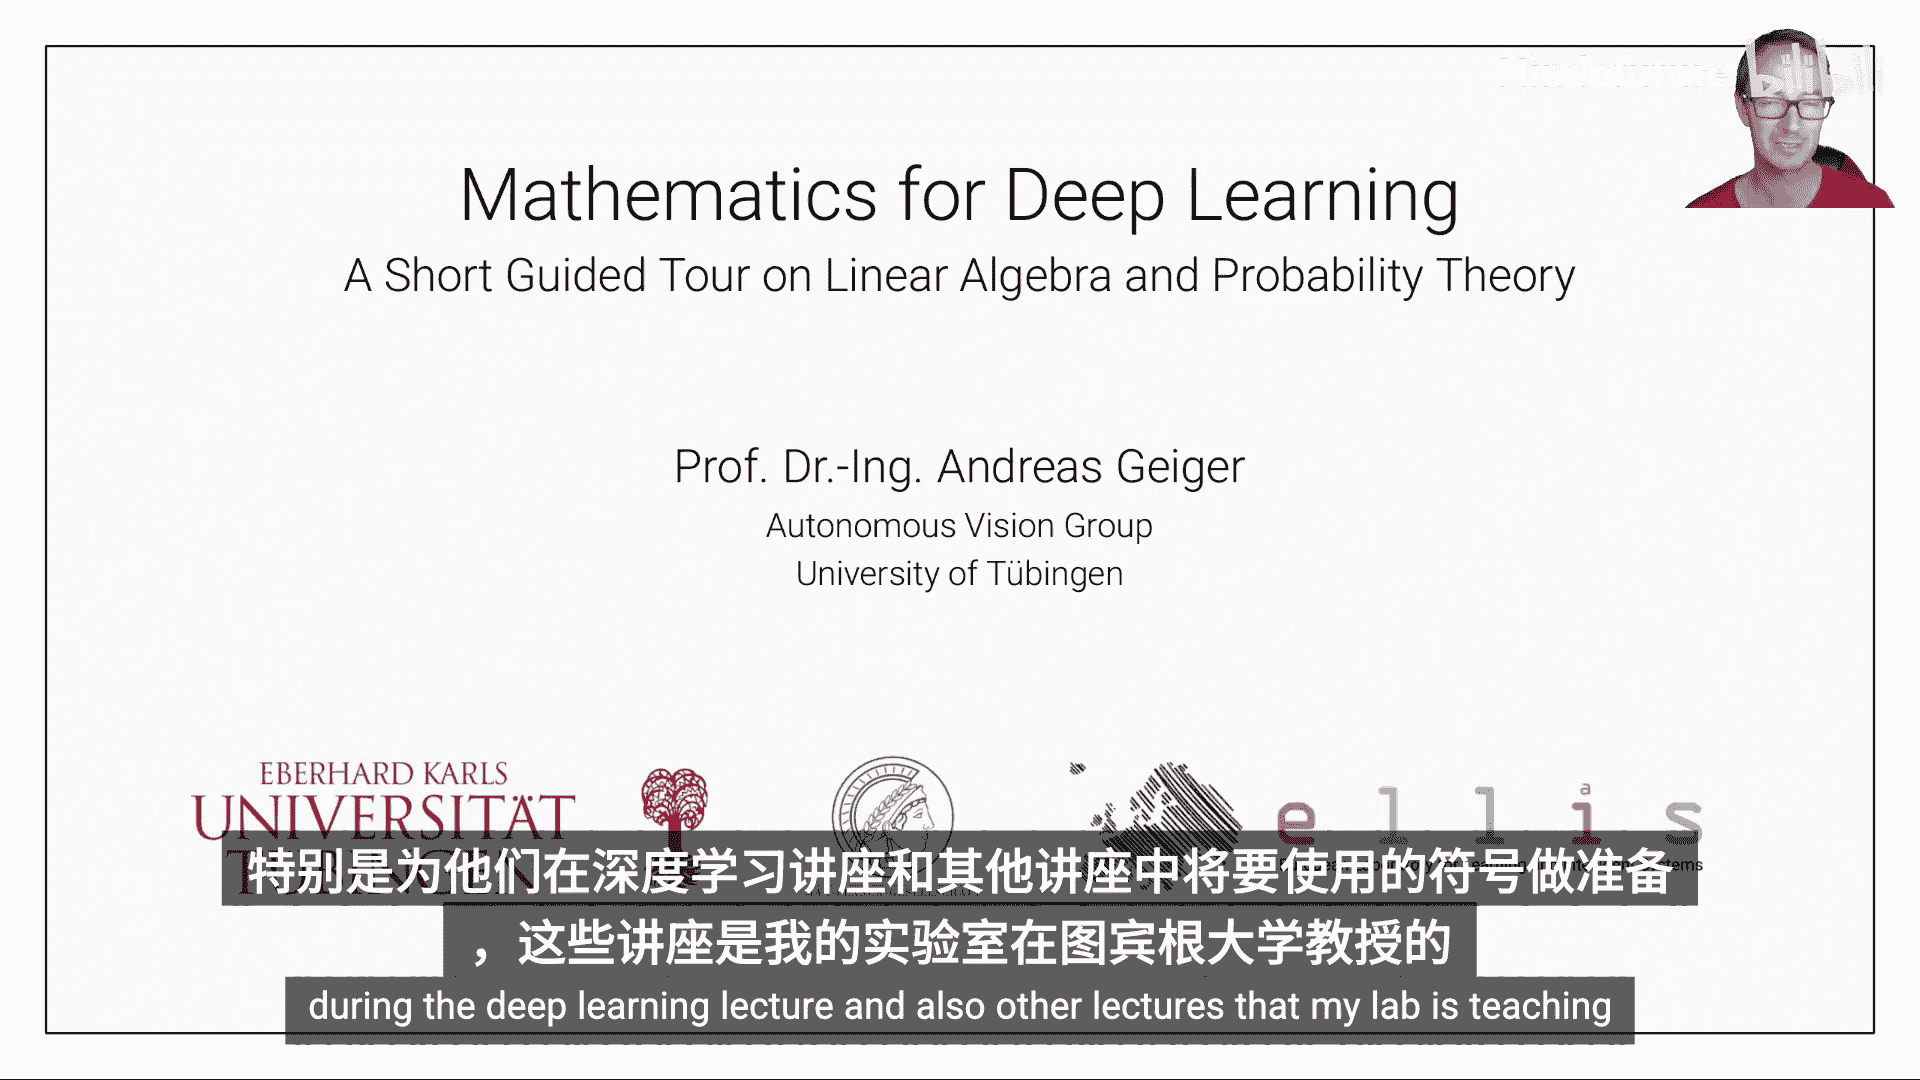 Mathematics for Deep Learning
A Short Guided Tour on Linear Algebra and Probability Theory
Prof. Dr.-Ing. Andreas Geiger
Autonomous Vision Group
University of Tübingen
EBERHARD KARLS
UNIVERSITÄT
TÜBINGEN
e l l i s
a
特别是为他们在深度学习讲座和其他讲座中将要使用的符号做准备
，这些讲座是我的实验室在图宾根大学教授的
during the deep learning lecture and also other lectures that my lab is teaching
bilibili